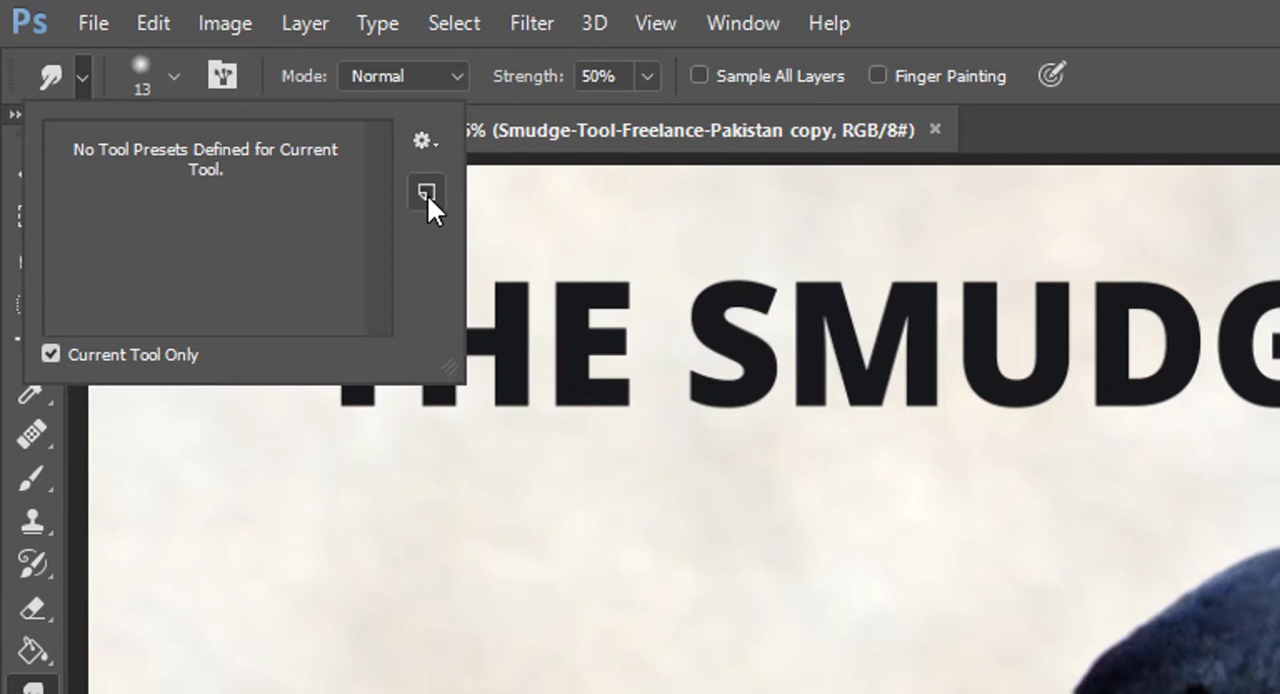 Ps File Edit Image Layer Type Select Filter 3D View Window Help
13 Mode: Normal Strength: 50% Sample All Layers Finger Painting
% (Smudge-Tool-Freelance-Pakistan copy, RGB/8#) ×
No Tool Presets Defined for Current
Tool.
Current Tool Only
THE SMUDG